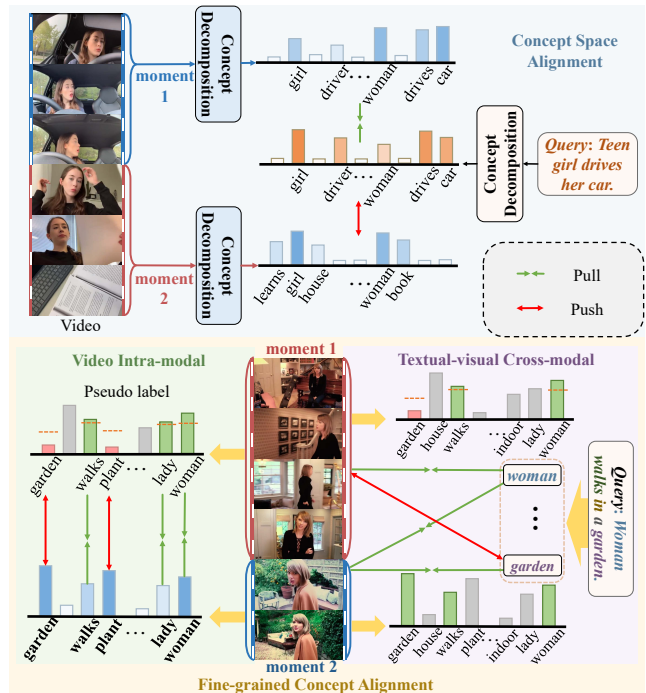 Concept Space
Alignment
Concept
Decomposition
moment
1
girl
driver
...
woman
drives
car
Query: Teen
girl drives
her car.
Concept
Decomposition
girl
driver
...
woman
drives
car
Concept
Decomposition
moment
2
learns
girl
house
...
woman
book
Video
Pull
Push
moment 1
Video Intra-modal
Textual-visual Cross-modal
Pseudo label
garden
walks
plant
...
lady
woman
garden
house
walks
...
indoor
lady
woman
woman
...
garden
Query: Woman
walks in a garden.
garden
walks
plant
...
lady
woman
garden
house
walks
plant
...
indoor
lady
woman
moment 2
Fine-grained Concept Alignment